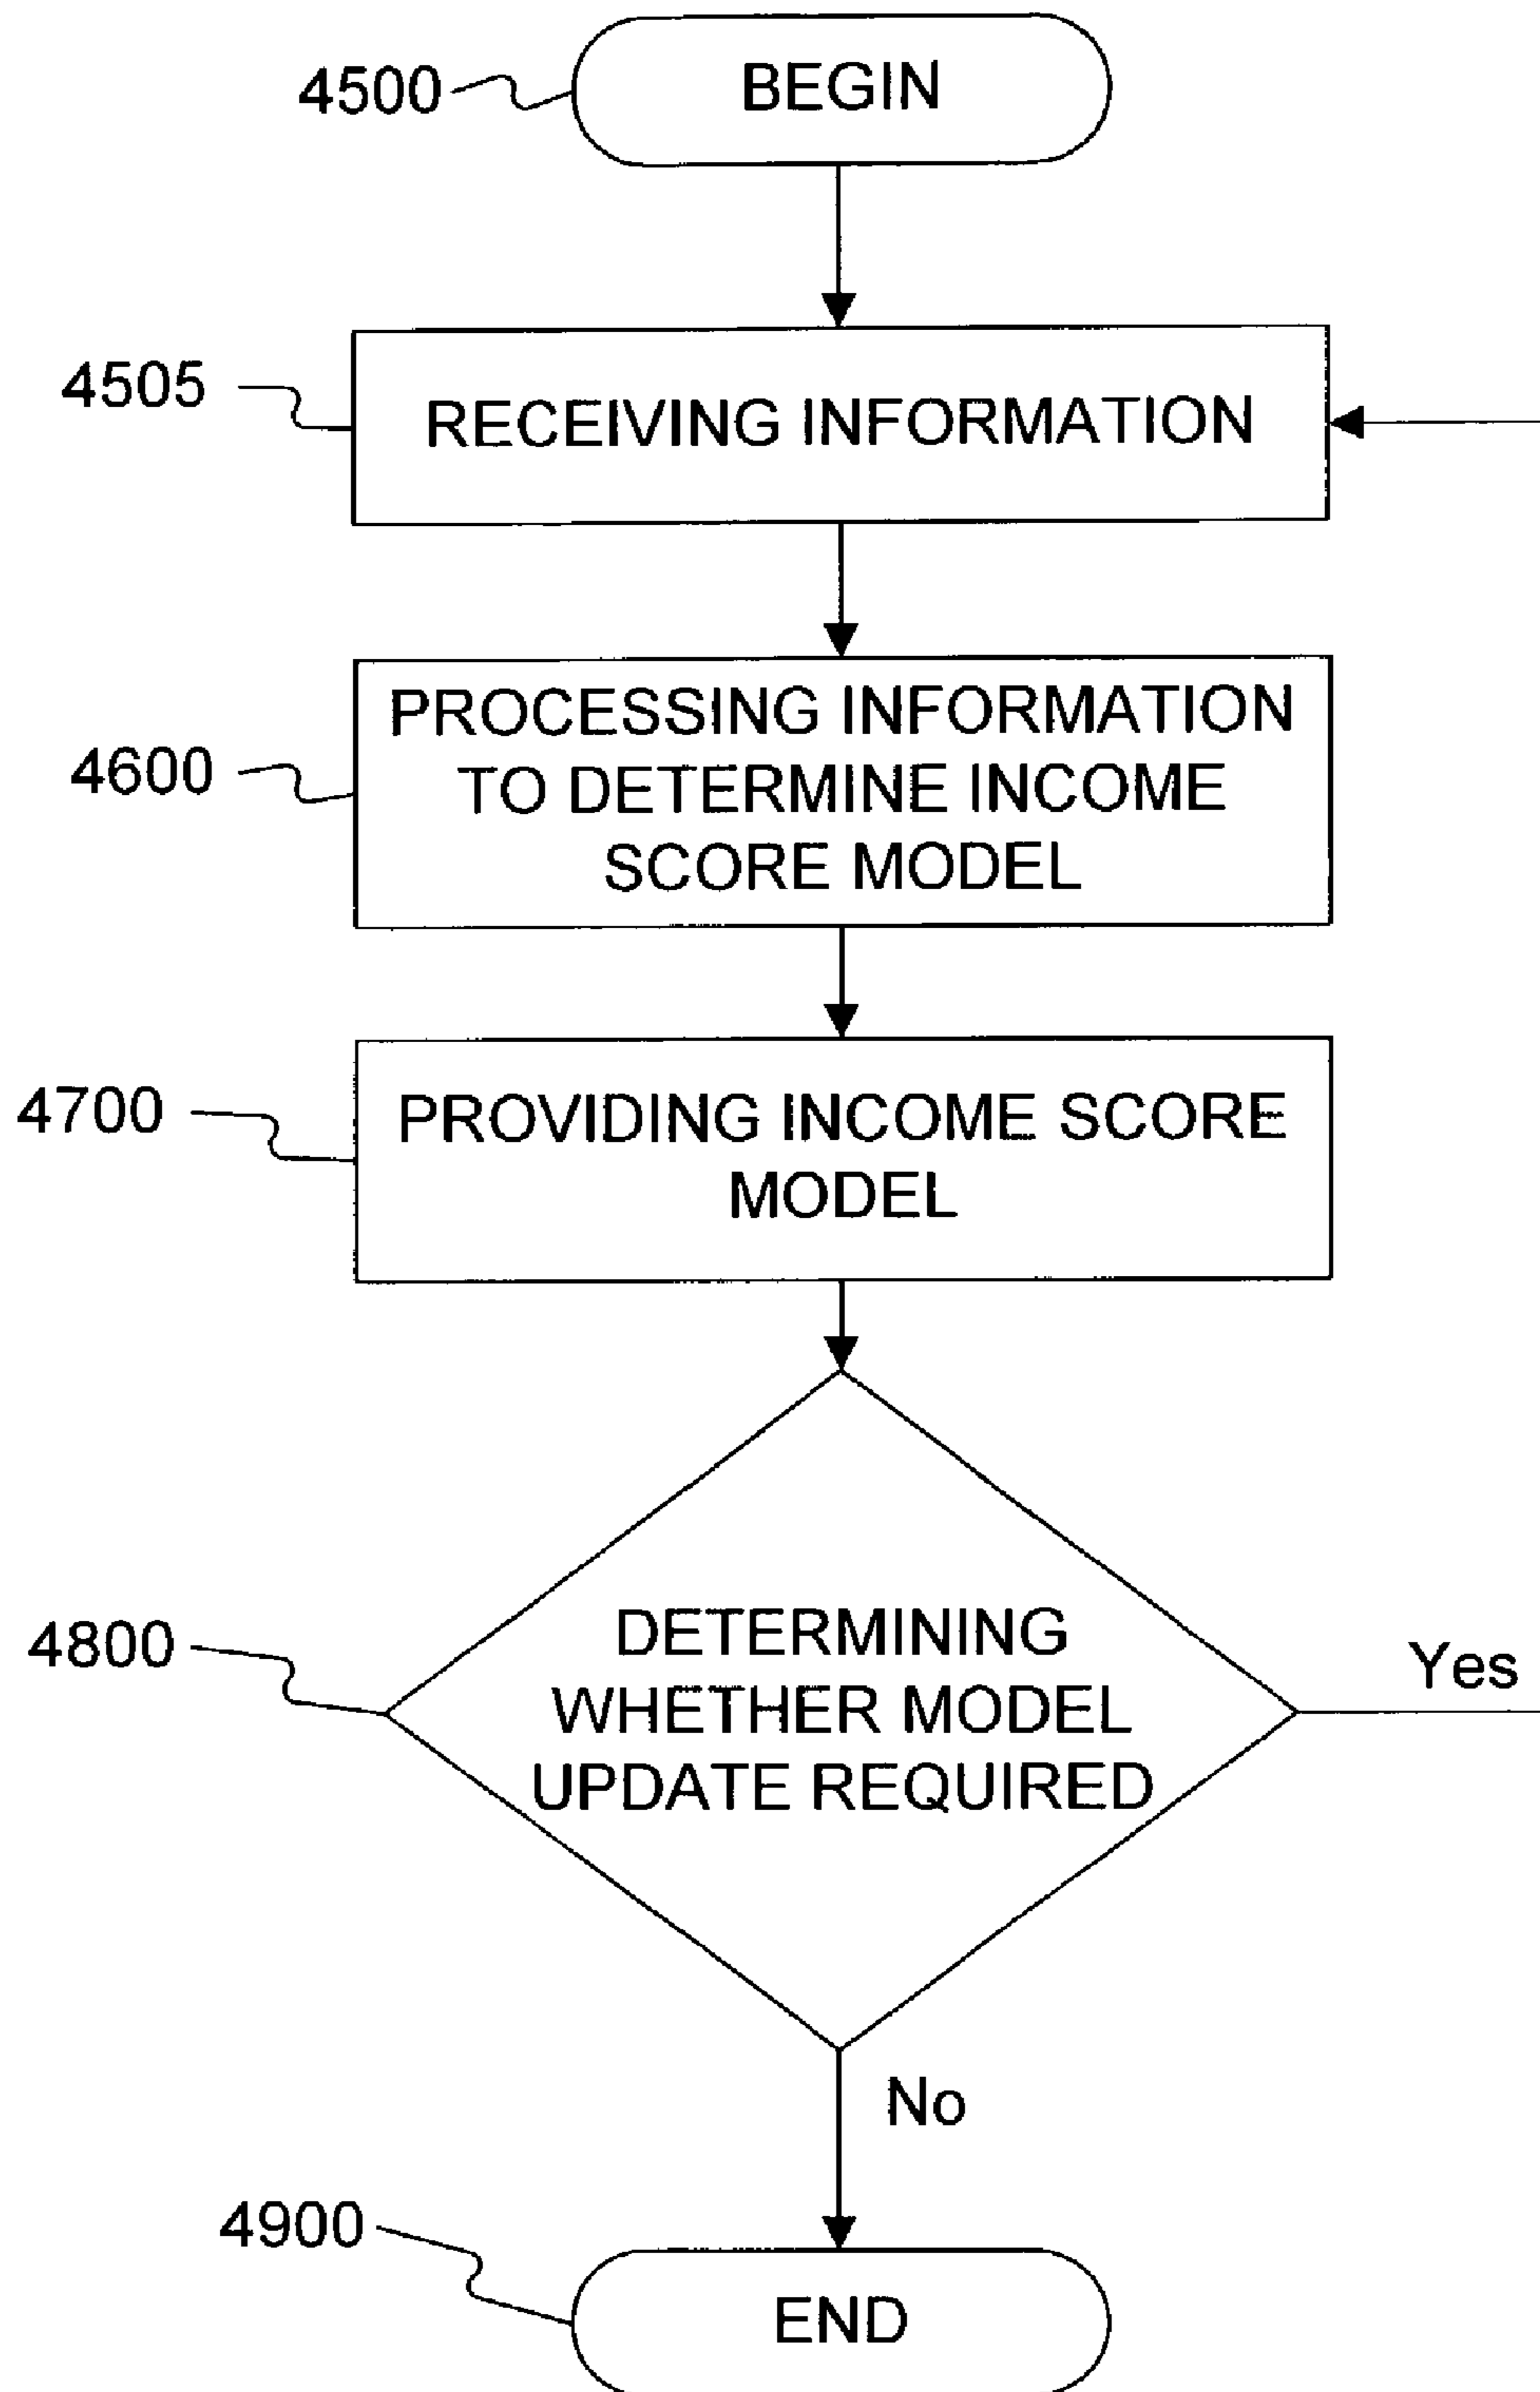 4500
BEGIN
4505
RECEIVING INFORMATION
4600
PROCESSING INFORMATION
TO DETERMINE INCOME
SCORE MODEL
4700
PROVIDING INCOME SCORE
MODEL
4800
DETERMINING
WHETHER MODEL
UPDATE REQUIRED
Yes
No
4900
END